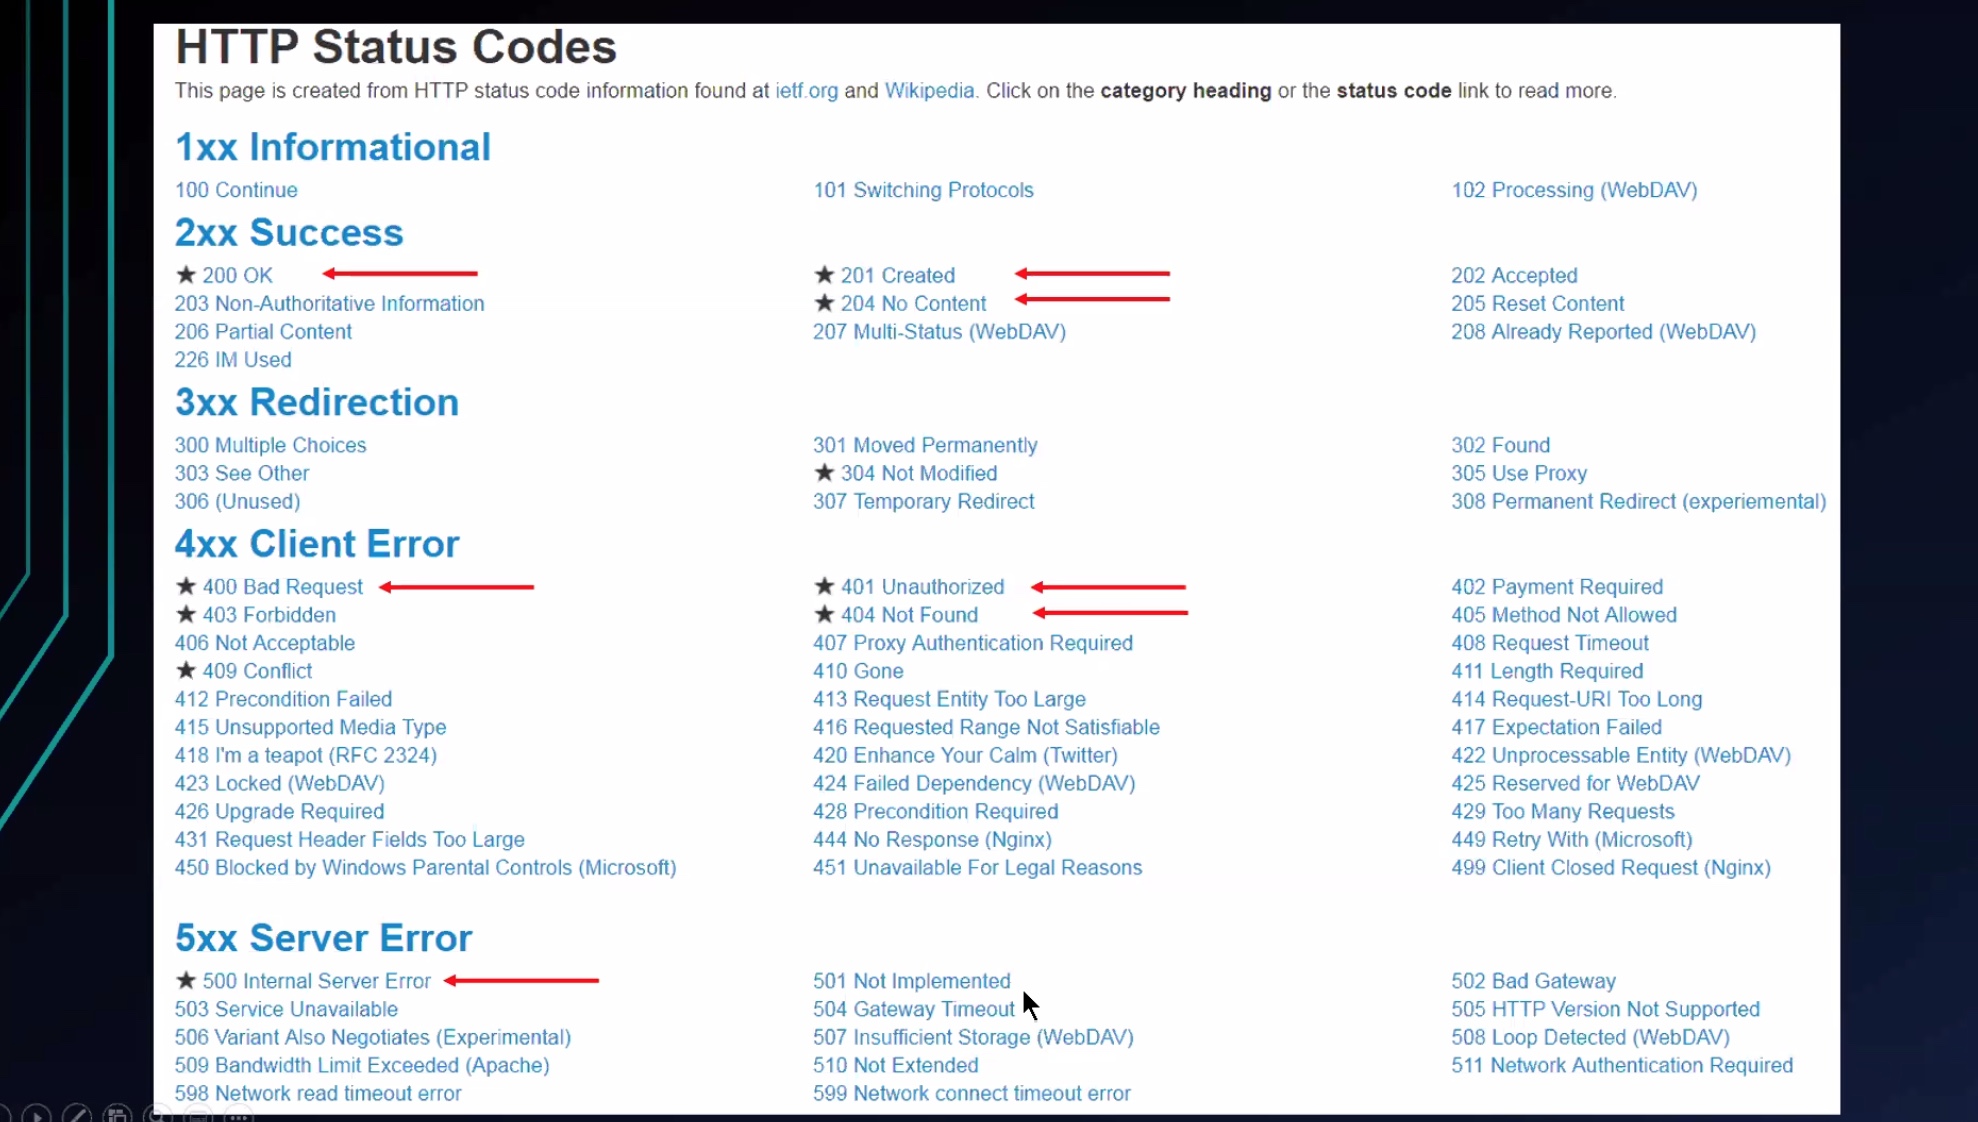 HTTP Status Codes
This page is created from HTTP status code information found at ietf.org and Wikipedia. Click on the category heading or the status code link to read more.
1xx Informational
100 Continue 101 Switching Protocols 102 Processing (WebDAV)
2xx Success
★ 200 OK ★ 201 Created 202 Accepted
203 Non-Authoritative Information ★ 204 No Content 205 Reset Content
206 Partial Content 207 Multi-Status (WebDAV) 208 Already Reported (WebDAV)
226 IM Used
3xx Redirection
300 Multiple Choices 301 Moved Permanently 302 Found
303 See Other ★ 304 Not Modified 305 Use Proxy
306 (Unused) 307 Temporary Redirect 308 Permanent Redirect (experiemental)
4xx Client Error
★ 400 Bad Request ★ 401 Unauthorized 402 Payment Required
★ 403 Forbidden ★ 404 Not Found 405 Method Not Allowed
406 Not Acceptable 407 Proxy Authentication Required 408 Request Timeout
★ 409 Conflict 410 Gone 411 Length Required
412 Precondition Failed 413 Request Entity Too Large 414 Request-URI Too Long
415 Unsupported Media Type 416 Requested Range Not Satisfiable 417 Expectation Failed
418 I'm a teapot (RFC 2324) 420 Enhance Your Calm (Twitter) 422 Unprocessable Entity (WebDAV)
423 Locked (WebDAV) 424 Failed Dependency (WebDAV) 425 Reserved for WebDAV
426 Upgrade Required 428 Precondition Required 429 Too Many Requests
431 Request Header Fields Too Large 444 No Response (Nginx) 449 Retry With (Microsoft)
450 Blocked by Windows Parental Controls (Microsoft) 451 Unavailable For Legal Reasons 499 Client Closed Request (Nginx)
5xx Server Error
★ 500 Internal Server Error 501 Not Implemented 502 Bad Gateway
503 Service Unavailable 504 Gateway Timeout 505 HTTP Version Not Supported
506 Variant Also Negotiates (Experimental) 507 Insufficient Storage (WebDAV) 508 Loop Detected (WebDAV)
509 Bandwidth Limit Exceeded (Apache) 510 Not Extended 511 Network Authentication Required
598 Network read timeout error 599 Network connect timeout error